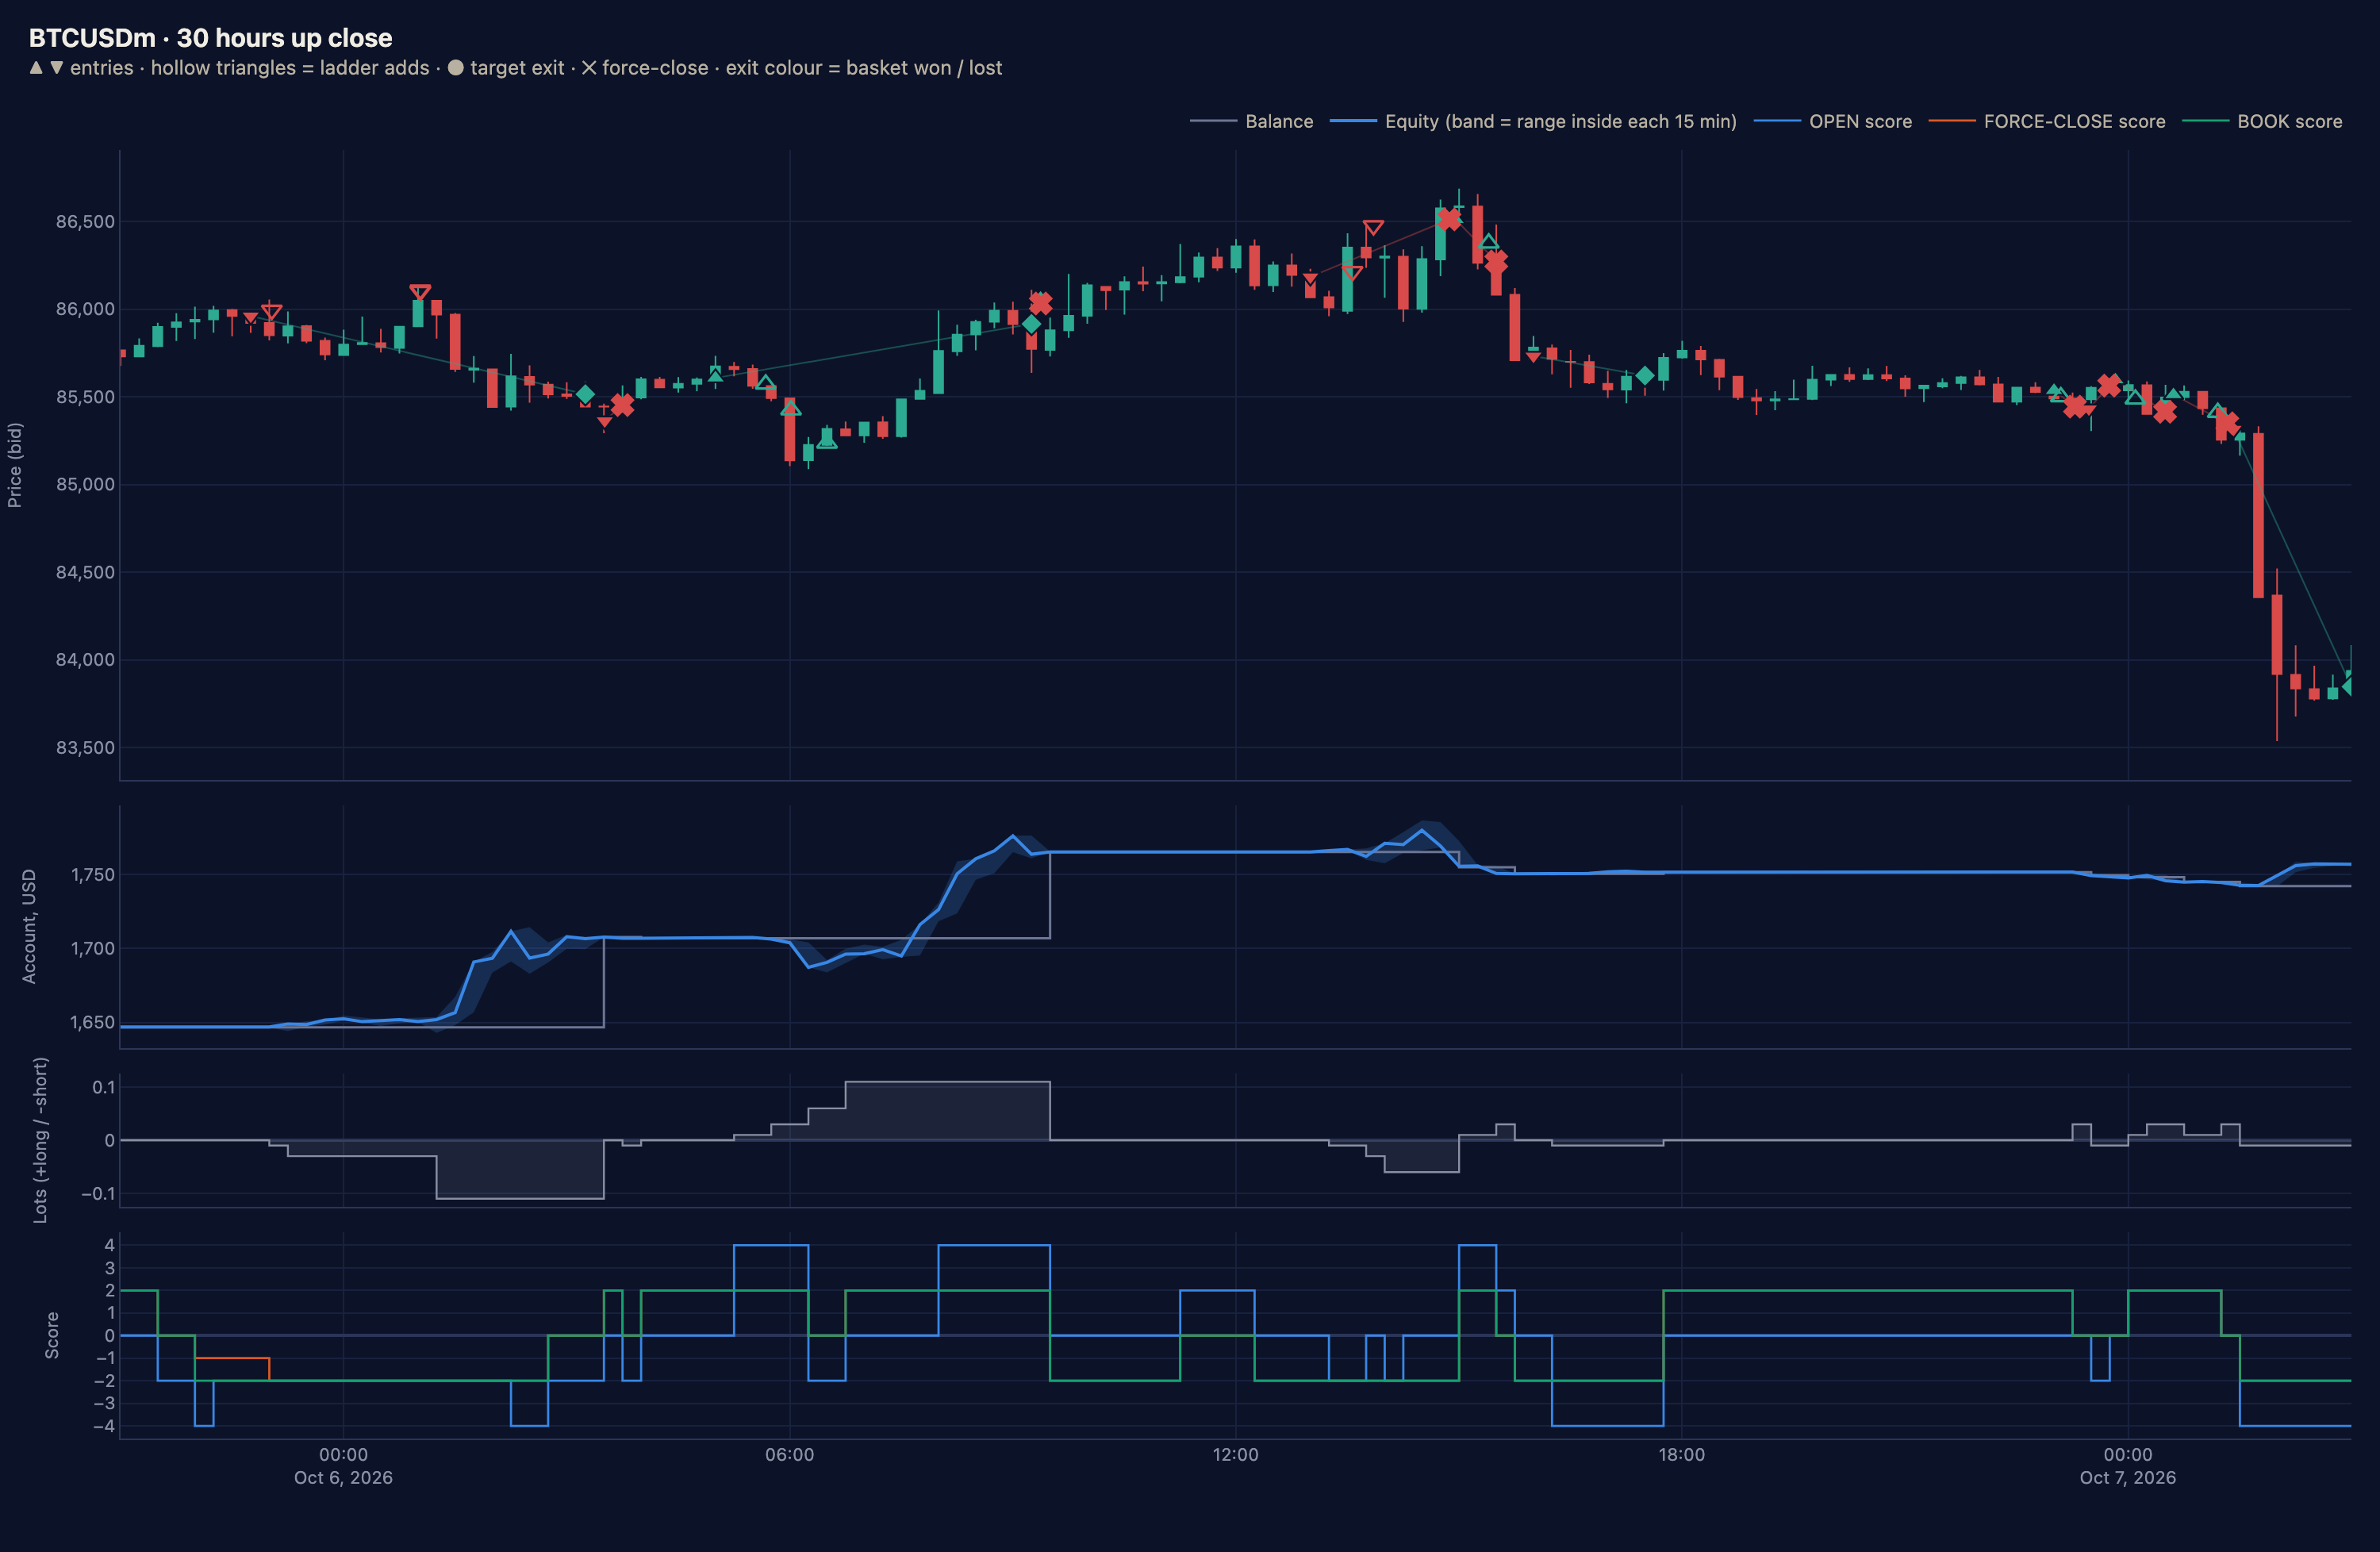 BTCUSDm · 30 hours up close
▲ ▼ entries · hollow triangles = ladder adds · ● target exit · ✕ force-close · exit colour = basket won / lost
Balance
Equity (band = range inside each 15 min)
OPEN score
FORCE-CLOSE score
BOOK score
Price (bid)
86,500
86,000
85,500
85,000
84,500
84,000
83,500
Account, USD
1,750
1,700
1,650
Lots (+long / -short)
0.1
0
−0.1
Score
4
3
2
1
0
−1
−2
−3
−4
00:00
Oct 6, 2026
06:00
12:00
18:00
00:00
Oct 7, 2026